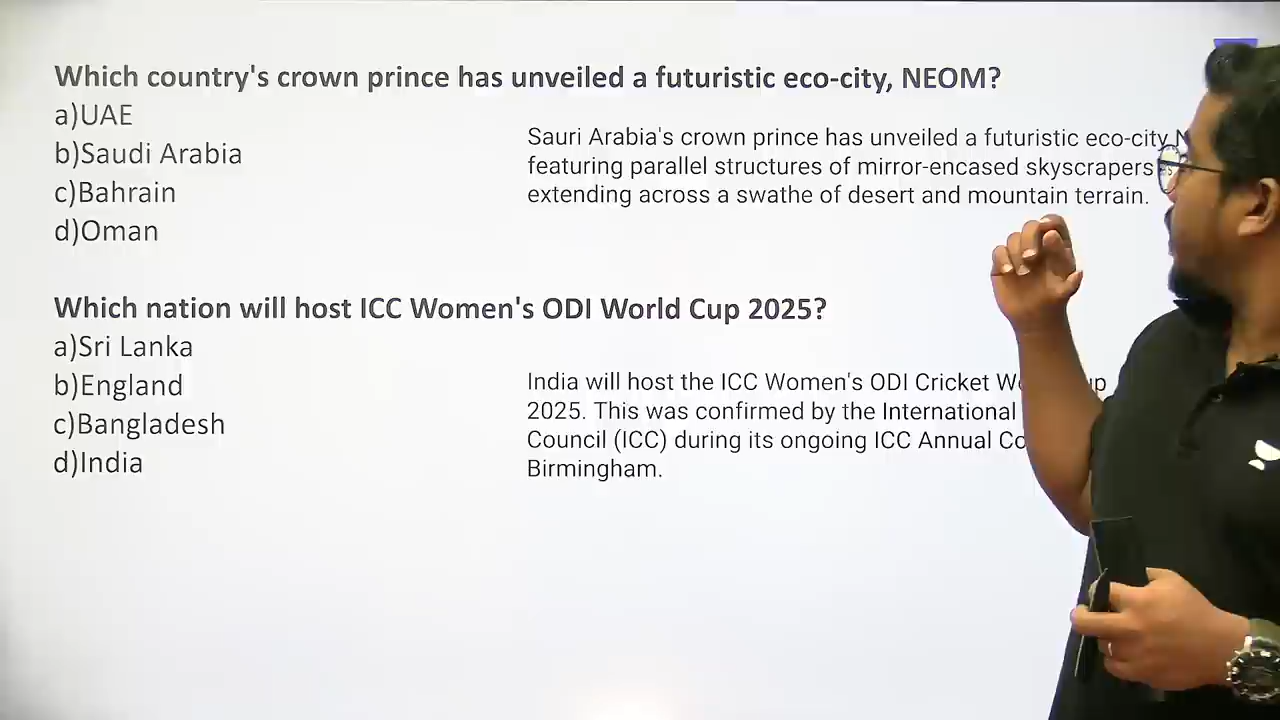 Which country's crown prince has unveiled a futuristic eco-city, NEOM?
a)UAE
b)Saudi Arabia
c)Bahrain
d)Oman
Sauri Arabia's crown prince has unveiled a futuristic eco-city
featuring parallel structures of mirror-encased skyscrapers
extending across a swathe of desert and mountain terrain.
Which nation will host ICC Women's ODI World Cup 2025?
a)Sri Lanka
b)England
c)Bangladesh
d)India
India will host the ICC Women's ODI Cricket
2025. This was confirmed by the International
Council (ICC) during its ongoing ICC Annual
Birmingham.